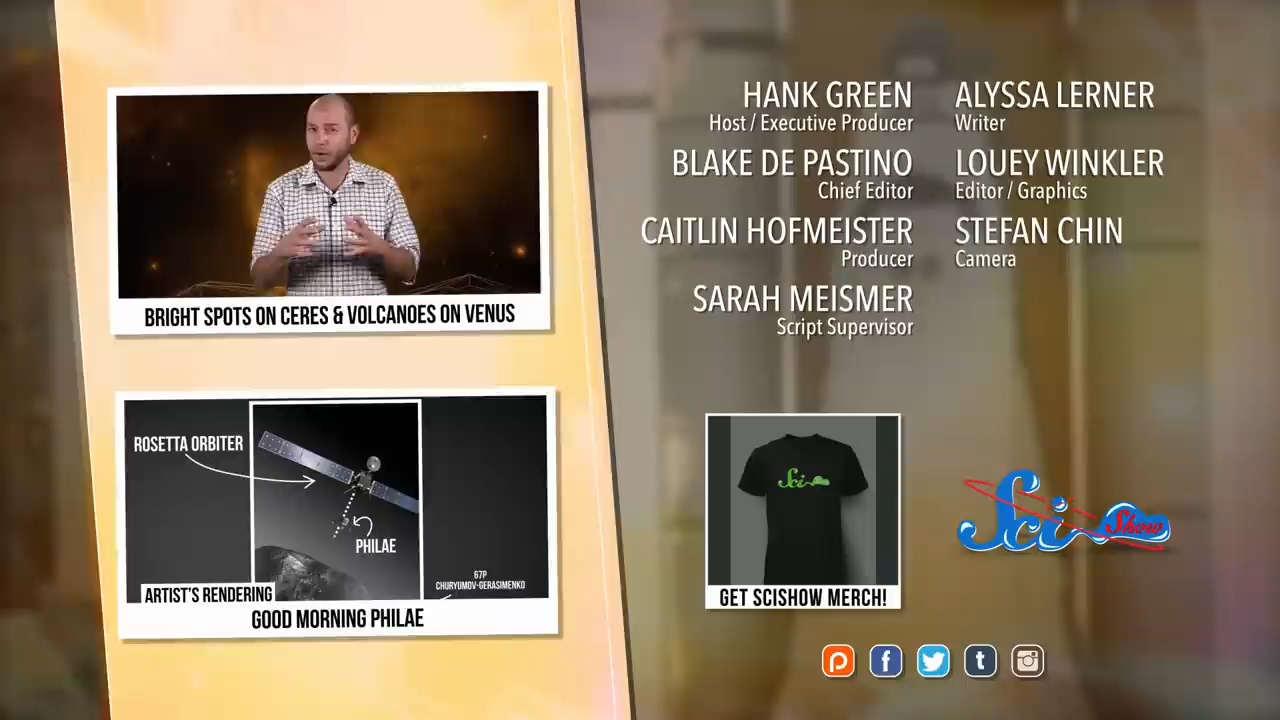 BRIGHT SPOTS ON CERES & VOLCANOES ON VENUS
ROSETTA ORBITER
PHILAE
67P
CHURYUMOV-GERASIMENKO
ARTIST'S RENDERING
GOOD MORNING PHILAE
HANK GREEN
Host / Executive Producer
BLAKE DE PASTINO
Chief Editor
CAITLIN HOFMEISTER
Producer
SARAH MEISMER
Script Supervisor
ALYSSA LERNER
Writer
LOUEY WINKLER
Editor / Graphics
STEFAN CHIN
Camera
Sci Show
GET SCISHOW MERCH!
Sci Show